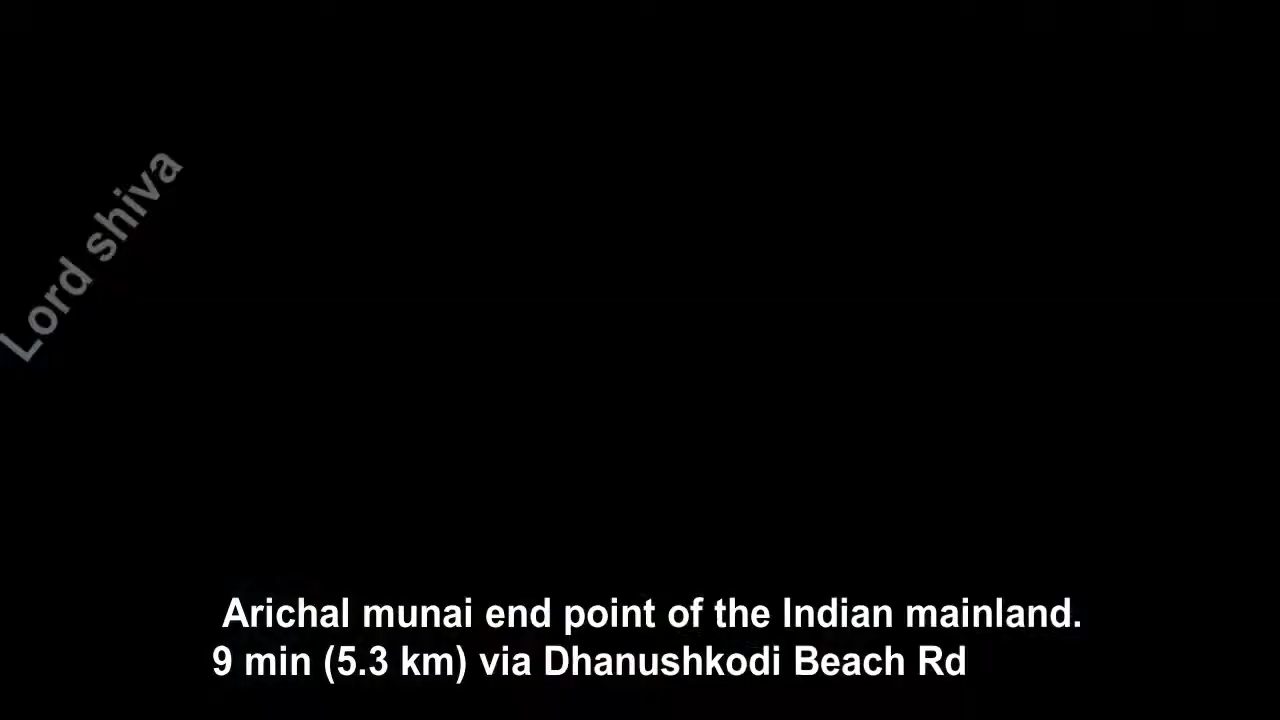 Lord shiva
Arichal munai end point of the Indian mainland.
9 min (5.3 km) via Dhanushkodi Beach Rd